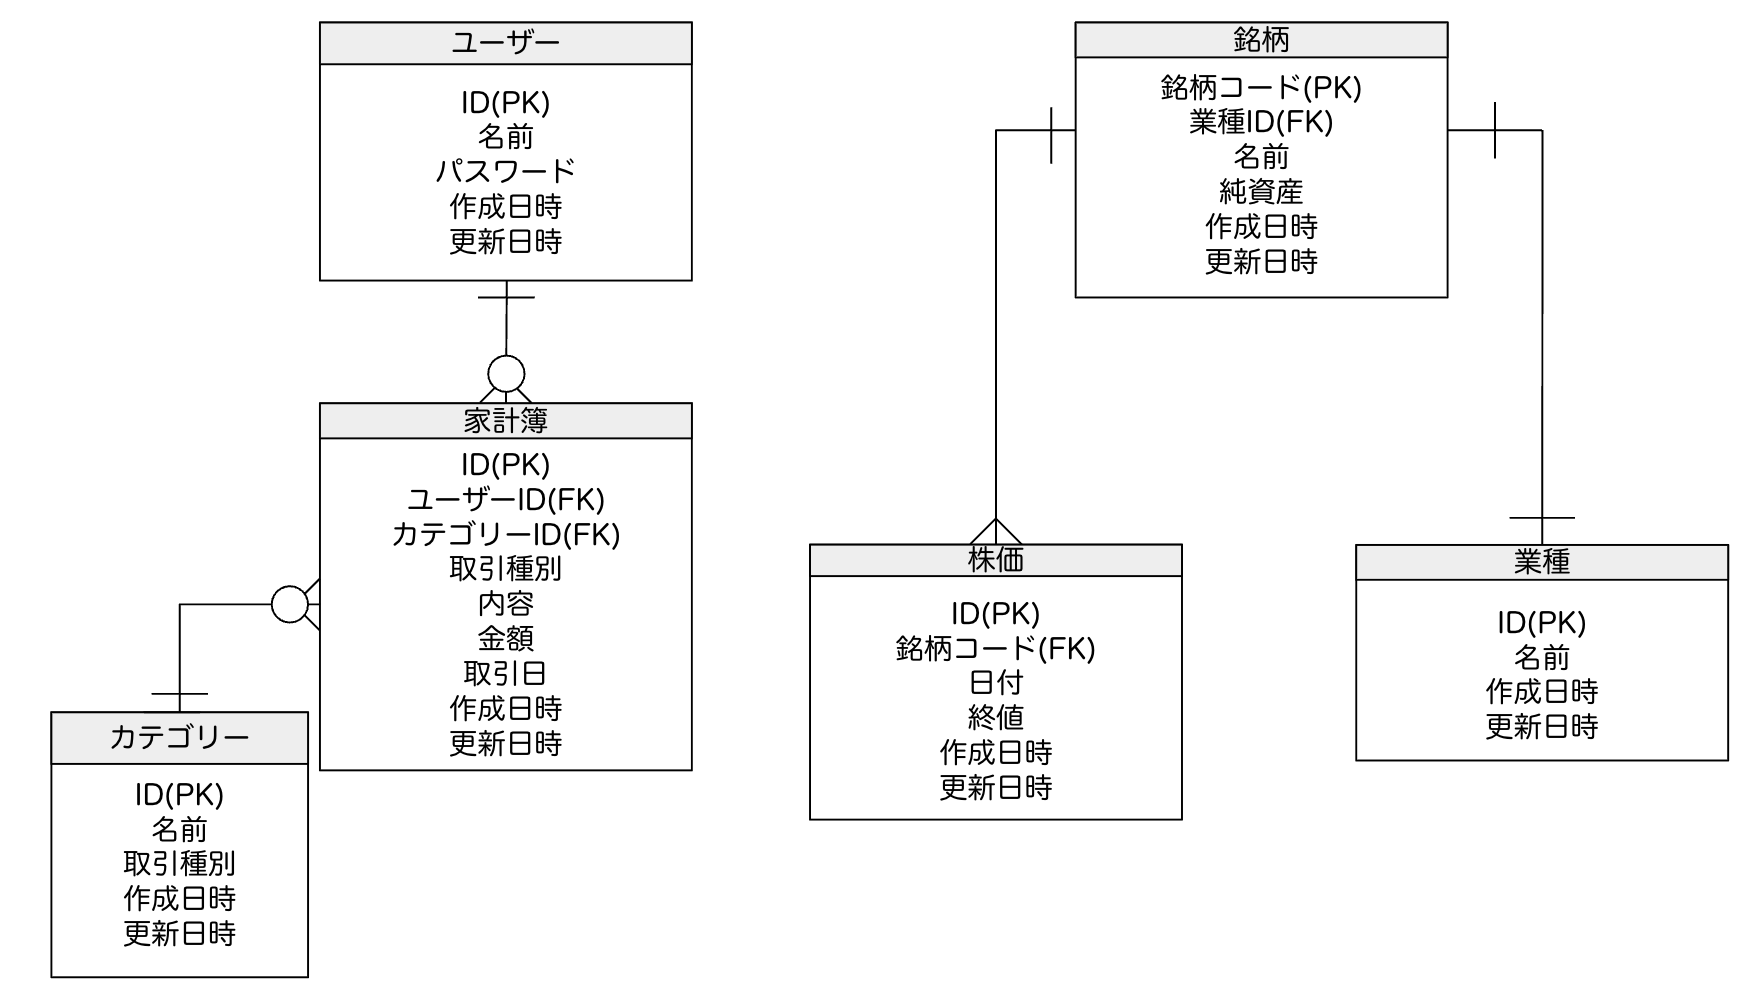 ユーザー
ID(PK)
名前
パスワード
作成日時
更新日時
家計簿
ID(PK)
ユーザーID(FK)
カテゴリーID(FK)
取引種別
内容
金額
取引日
作成日時
更新日時
カテゴリー
ID(PK)
名前
取引種別
作成日時
更新日時
銘柄
銘柄コード(PK)
業種ID(FK)
名前
純資産
作成日時
更新日時
株価
ID(PK)
銘柄コード(FK)
日付
終値
作成日時
更新日時
業種
ID(PK)
名前
作成日時
更新日時